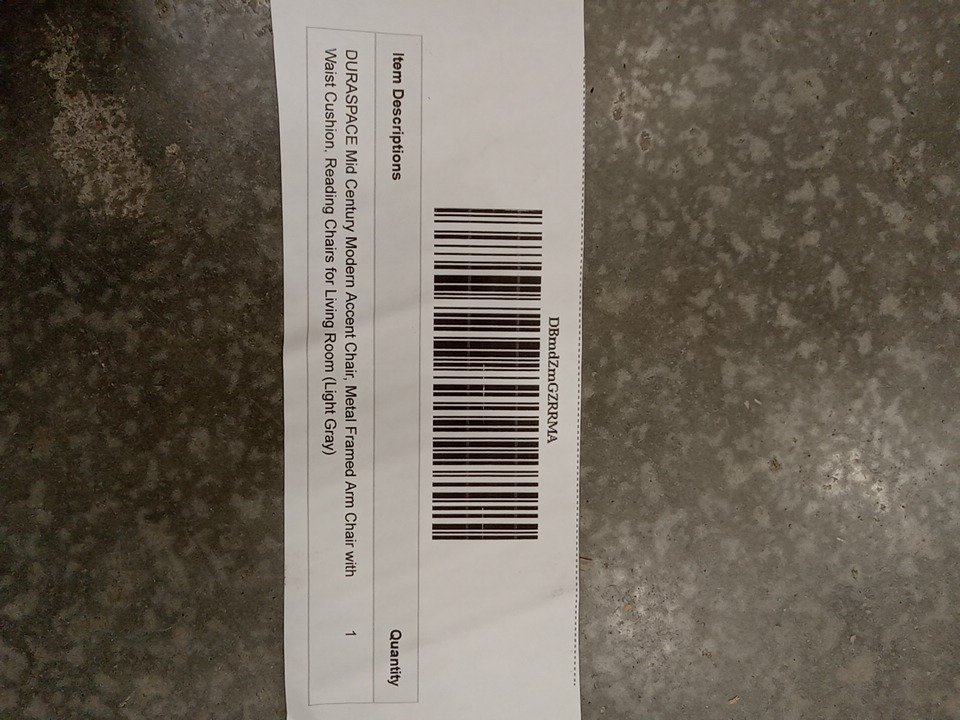 DBmdZmGZRRMA
Item Descriptions Quantity
DURASPACE Mid Century Modern Accent Chair, Metal Framed Arm Chair with 1
Waist Cushion, Reading Chairs for Living Room (Light Gray)